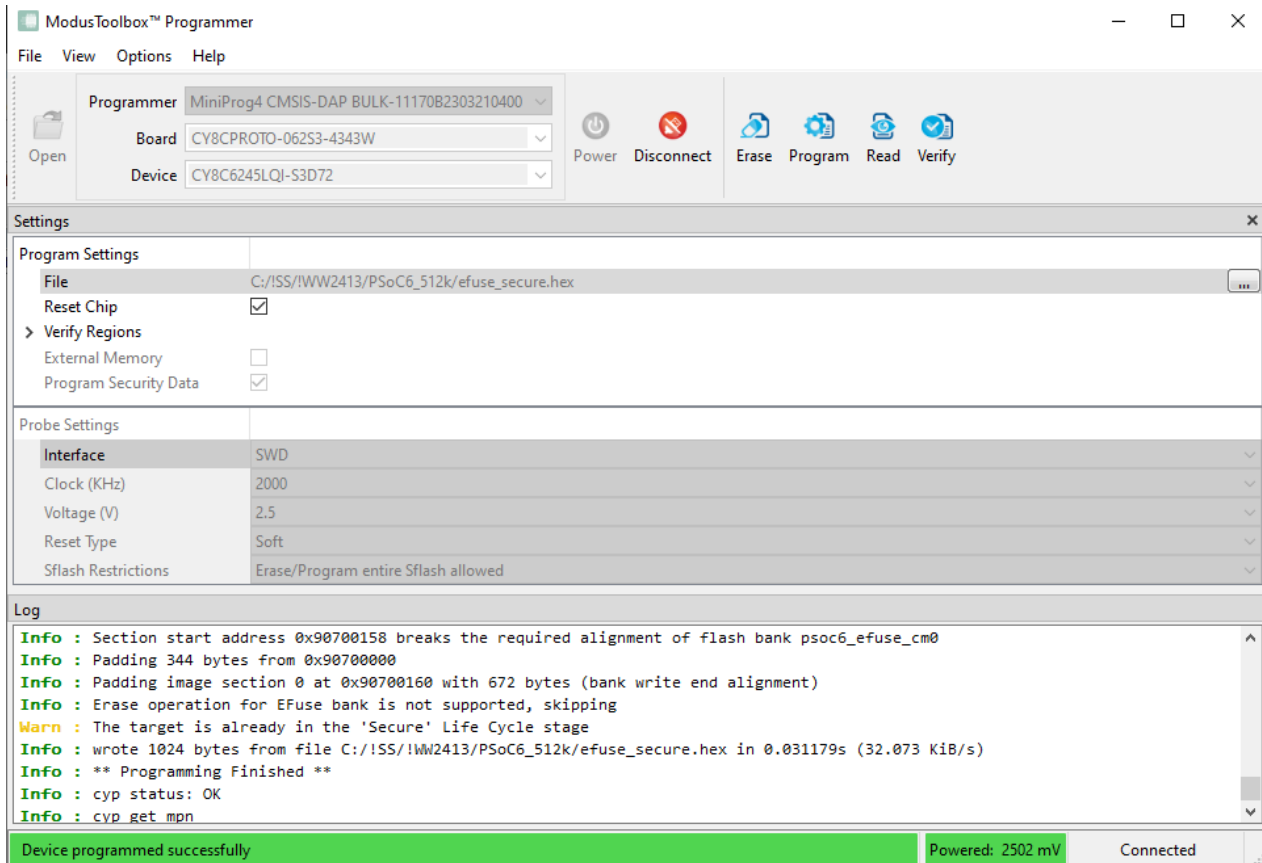 ModusToolbox™ Programmer
File View Options Help
Open
Programmer MiniProg4 CMSIS-DAP BULK-11170B2303210400
Board CY8CPROTO-062S3-4343W
Device CY8C6245LQI-S3D72
Power Disconnect Erase Program Read Verify
Settings
Program Settings
File C:/!SS/!WW2413/PSoC6_512k/efuse_secure.hex ...
Reset Chip
Verify Regions
External Memory
Program Security Data
Probe Settings
Interface SWD
Clock (KHz) 2000
Voltage (V) 2.5
Reset Type Soft
Sflash Restrictions Erase/Program entire Sflash allowed
Log
Info : Section start address 0x90700158 breaks the required alignment of flash bank psoc6_efuse_cm0
Info : Padding 344 bytes from 0x90700000
Info : Padding image section 0 at 0x90700160 with 672 bytes (bank write end alignment)
Info : Erase operation for EFuse bank is not supported, skipping
Warn : The target is already in the 'Secure' Life Cycle stage
Info : wrote 1024 bytes from file C:/!SS/!WW2413/PSoC6_512k/efuse_secure.hex in 0.031179s (32.073 KiB/s)
Info : ** Programming Finished **
Info : cyp status: OK
Info : cyp get mpn
Device programmed successfully Powered: 2502 mV Connected